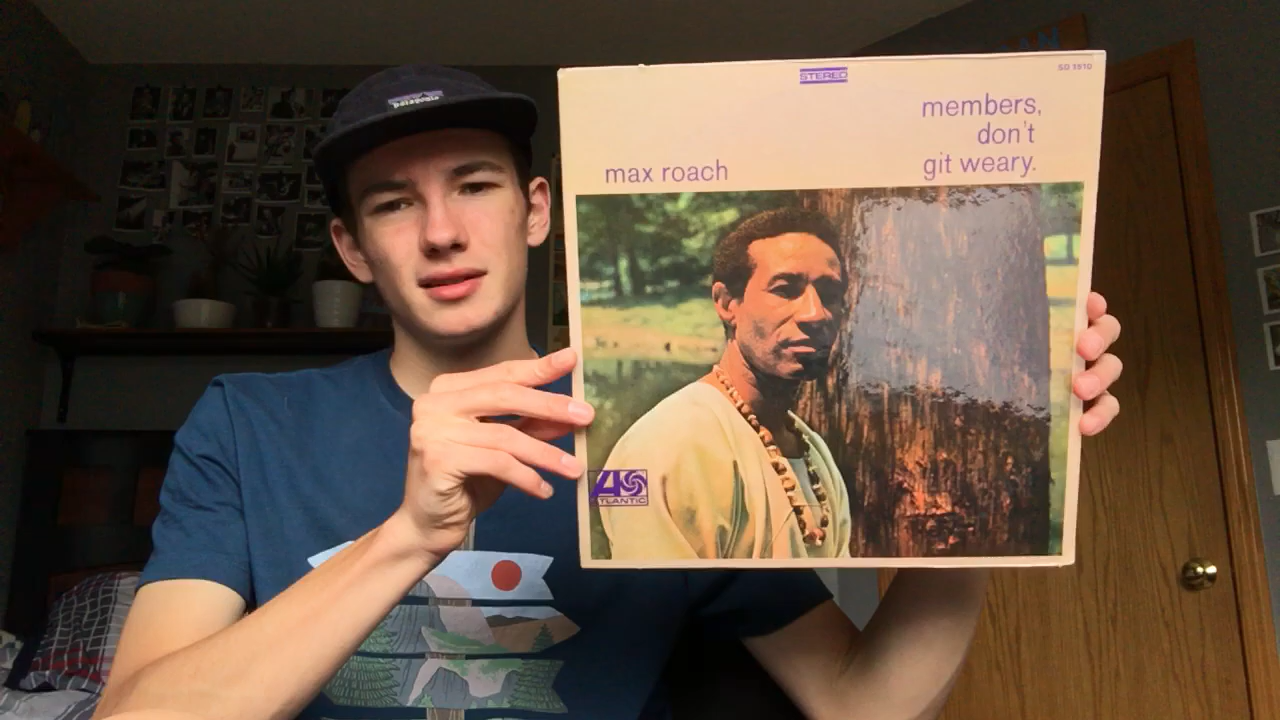 patagonia
STEREO
SD 1510
members,
don't
git weary.
max roach
ATLANTIC